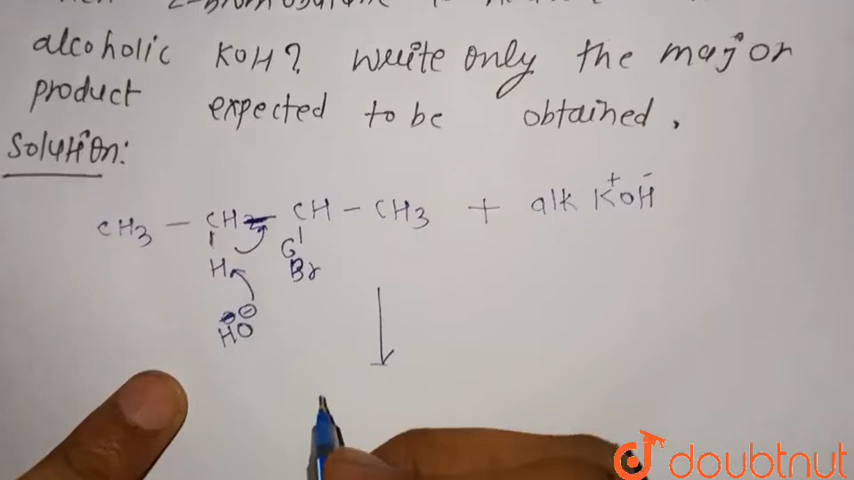 alcoholic KOH? write only the major
product expected to be obtained.
Solution:
CH3 — CH — CH — CH3 + alk K+OH-
H Br
HO
doubtnut